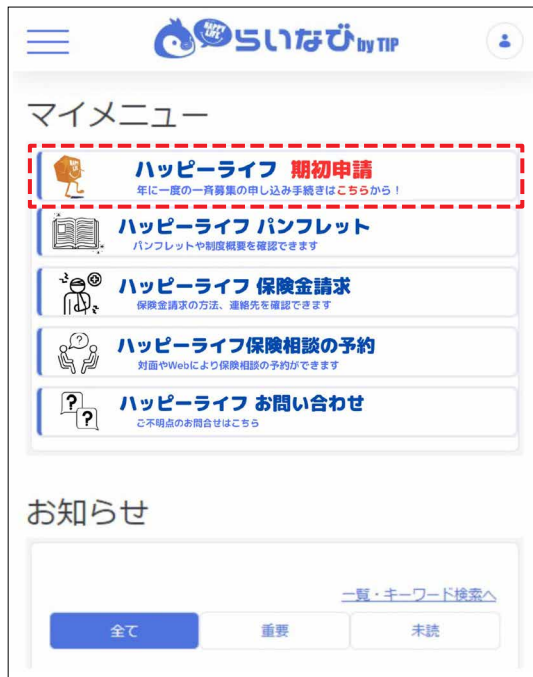 HAPPY LIFE
らいなび by TIP
マイメニュー
ハッピーライフ 期初申請
年に一度の一斉募集の申し込み手続きはこちらから！
ハッピーライフ パンフレット
パンフレットや制度概要を確認できます
ハッピーライフ 保険金請求
保険金請求の方法、連絡先を確認できます
ハッピーライフ保険相談の予約
対面やWebにより保険相談の予約ができます
ハッピーライフ お問い合わせ
ご不明点のお問合せはこちら
お知らせ
一覧・キーワード検索へ
全て 重要 未読